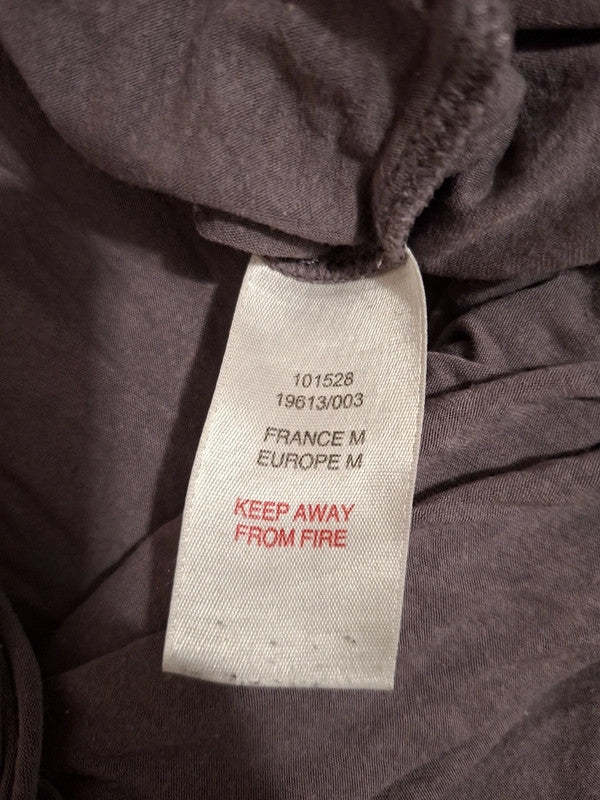 101528
19613/003
FRANCE M
EUROPE M
KEEP AWAY
FROM FIRE